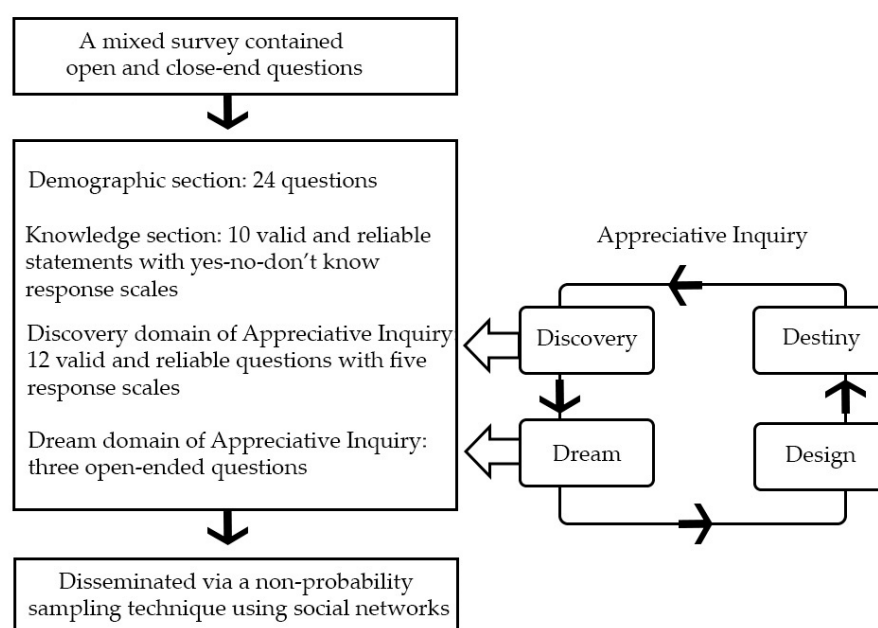 A mixed survey contained
open and close-end questions
Demographic section: 24 questions
Knowledge section: 10 valid and reliable
statements with yes-no-don't know
response scales
Discovery domain of Appreciative Inquiry:
12 valid and reliable questions with five
response scales
Dream domain of Appreciative Inquiry:
three open-ended questions
Disseminated via a non-probability
sampling technique using social networks
Appreciative Inquiry
Discovery
Destiny
Dream
Design